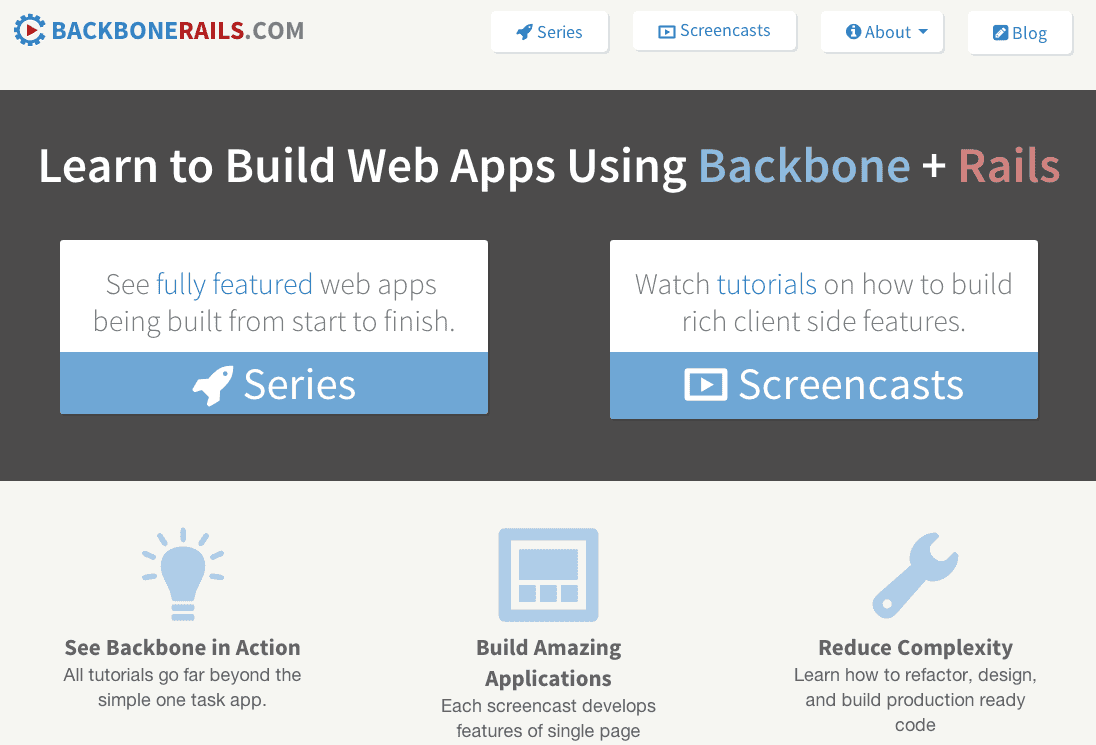 BACKBONERAILS.COM
Series
Screencasts
About
Blog
Learn to Build Web Apps Using Backbone + Rails
See fully featured web apps
being built from start to finish.
Series
Watch tutorials on how to build
rich client side features.
Screencasts
See Backbone in Action
All tutorials go far beyond the
simple one task app.
Build Amazing
Applications
Each screencast develops
features of single page
Reduce Complexity
Learn how to refactor, design,
and build production ready
code